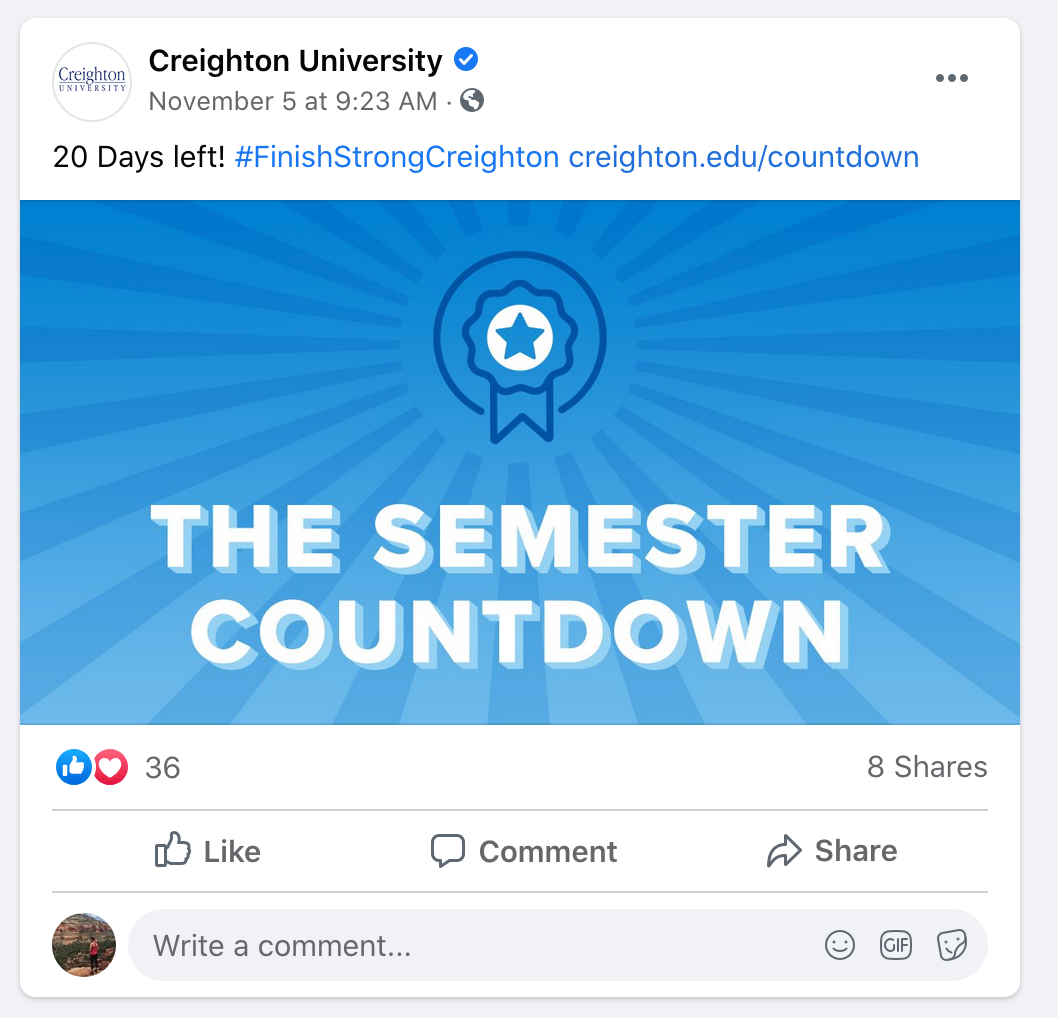 Creighton
UNIVERSITY
Creighton University
November 5 at 9:23 AM ·
20 Days left! #FinishStrongCreighton creighton.edu/countdown
THE SEMESTER
COUNTDOWN
36
8 Shares
Like
Comment
Share
Write a comment...
GIF